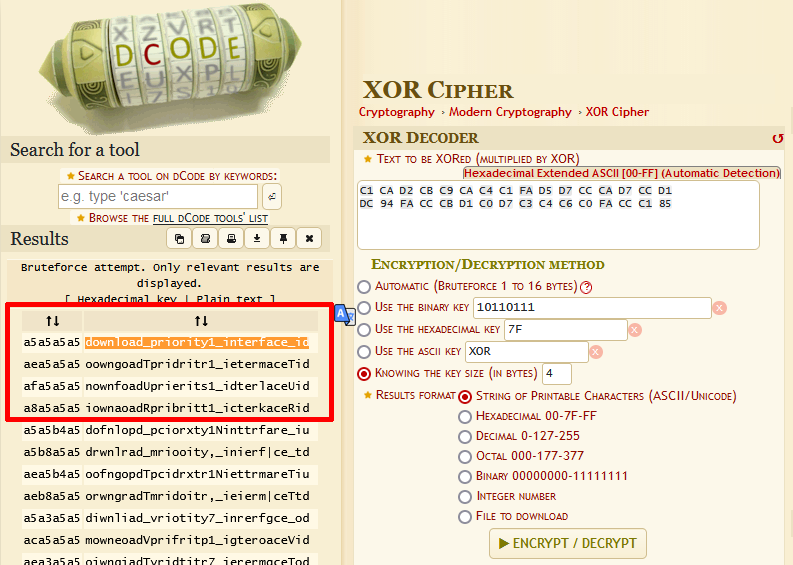 X Z V R T
D C O D E
E U X P L
Search for a tool
★ SEARCH A TOOL ON DCODE BY KEYWORDS:
e.g. type 'caesar'
★ BROWSE THE FULL DCODE TOOLS' LIST
Results
Bruteforce attempt. Only relevant results are
displayed.
[ Hexadecimal key | Plain text ]
↑↓ ↑↓
a5a5a5a5 download_priority1_interface_id
aea5a5a5 oowngoadTpridritr1_ietermaceTid
afa5a5a5 nownfoadUprierits1_idterlaceUid
a8a5a5a5 iownaoadRpribritt1_icterkaceRid
a5a5b4a5 dofnlopd_pciorxty1Ninttrfare_iu
a5b8a5a5 drwnlrad_mriooity,_inierf|ce_td
aea5b4a5 oofngopdTpcidrxtr1NiettrmareTiu
aeb8a5a5 orwngradTmridoitr,_ieierm|ceTtd
a5a3a5a5 diwnliad_vriotity7_inrerfgce_od
aca5a5a5 mowneoadVprifritp1_igteroaceVid
aea3a5a5 oiwngiadTvridtitr7_ierermgceTod
XOR CIPHER
Cryptography › Modern Cryptography › XOR Cipher
XOR DECODER
★ TEXT TO BE XORED (MULTIPLIED BY XOR)
Hexadecimal Extended ASCII [00-FF] (Automatic Detection)
C1 CA D2 CB C9 CA C4 C1 FA D5 D7 CC CA D7 CC D1
DC 94 FA CC CB D1 C0 D7 C3 C4 C6 C0 FA CC C1 85
ENCRYPTION/DECRYPTION METHOD
AUTOMATIC (BRUTEFORCE 1 TO 16 BYTES) ?
USE THE BINARY KEY 10110111
USE THE HEXADECIMAL KEY 7F
USE THE ASCII KEY XOR
KNOWING THE KEY SIZE (IN BYTES) 4
★ RESULTS FORMAT STRING OF PRINTABLE CHARACTERS (ASCII/UNICODE)
HEXADECIMAL 00-7F-FF
DECIMAL 0-127-255
OCTAL 000-177-377
BINARY 00000000-11111111
INTEGER NUMBER
FILE TO DOWNLOAD
▶ ENCRYPT / DECRYPT